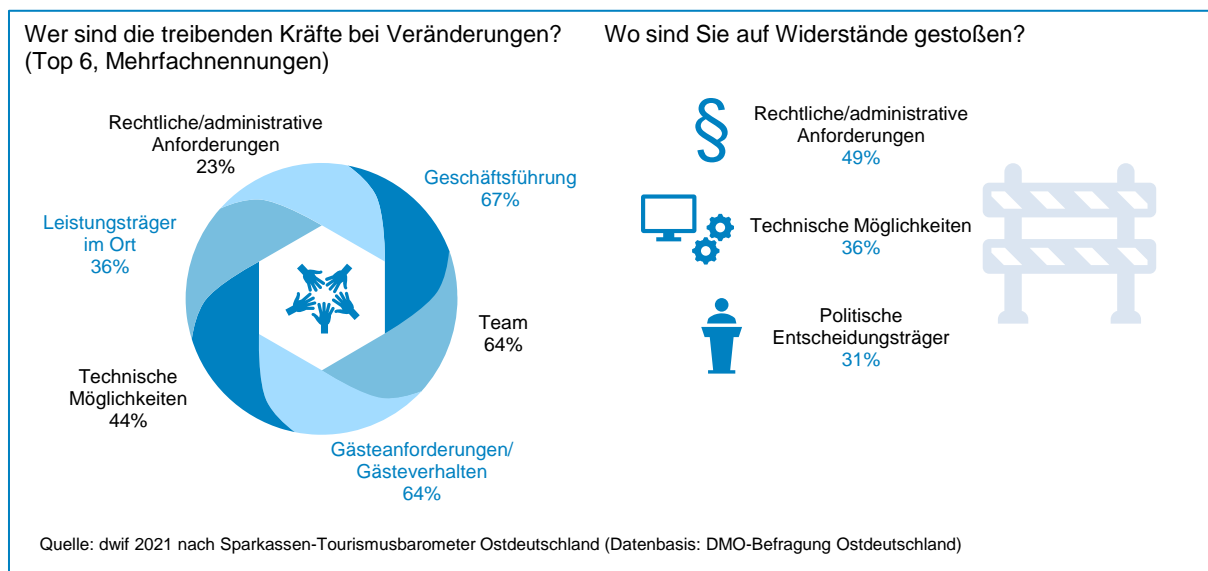 Wer sind die treibenden Kräfte bei Veränderungen?
(Top 6, Mehrfachnennungen)
Rechtliche/administrative
Anforderungen
23%
Geschäftsführung
67%
Leistungsträger
im Ort
36%
Team
64%
Technische
Möglichkeiten
44%
Gästeanforderungen/
Gästeverhalten
64%
Wo sind Sie auf Widerstände gestoßen?
§
Rechtliche/administrative
Anforderungen
49%
Technische Möglichkeiten
36%
Politische
Entscheidungsträger
31%
Quelle: dwif 2021 nach Sparkassen-Tourismusbarometer Ostdeutschland (Datenbasis: DMO-Befragung Ostdeutschland)